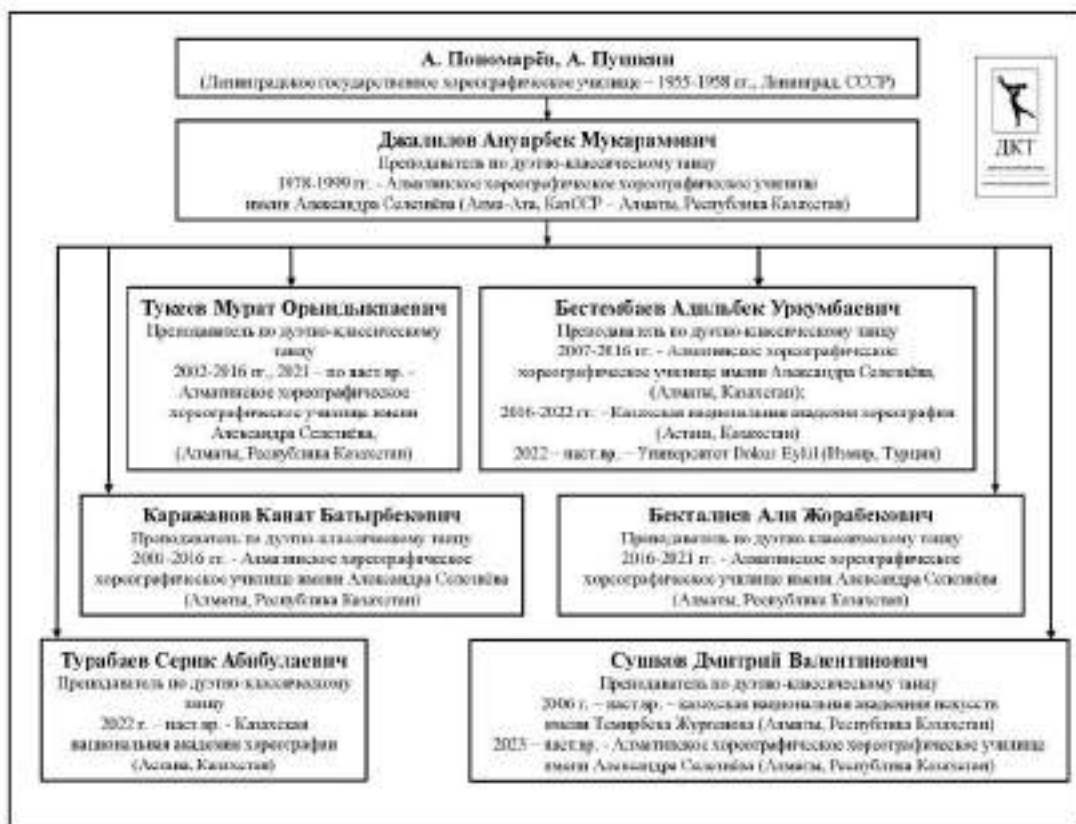 А. Пономарёв, А. Пушкин
(Ленинградское государственное хореографическое училище – 1955-1958 гг., Ленинград, СССР)
ДКТ
Джалилов Ануарбек Мукарамович
Преподаватель по дуэтно-классическому танцу
1978-1999 гг. - Алматинское хореографическое хореографическое училище
имени Александра Селезнёва (Алма-Ата, КазССР – Алматы, Республика Казахстан)
Тукеев Мурат Орындыкпаевич
Преподаватель по дуэтно-классическому
танцу
2002-2016 гг., 2021 – по наст.вр. -
Алматинское хореографическое
хореографическое училище имени
Александра Селезнёва,
(Алматы, Республика Казахстан)
Бестембаев Адильбек Уркумбаевич
Преподаватель по дуэтно-классическому танцу
2007-2016 гг. - Алматинское хореографическое
хореографическое училище имени Александра Селезнёва,
(Алматы, Казахстан);
2016-2022 гг. – Казахская национальная академия хореографии
(Астана, Казахстан)
2022 – наст.вр. – Университет Dokuz Eylül (Измир, Турция)
Каражанов Канат Батырбекович
Преподаватель по дуэтно-классическому танцу
2001-2016 гг. - Алматинское хореографическое
хореографическое училище имени Александра Селезнёва
(Алматы, Республика Казахстан)
Бекталиев Али Жорабекович
Преподаватель по дуэтно-классическому танцу
2016-2021 гг. - Алматинское хореографическое
хореографическое училище имени Александра Селезнёва
(Алматы, Республика Казахстан)
Турабаев Серик Абибулаевич
Преподаватель по дуэтно-классическому
танцу
2022 г. – наст.вр. - Казахская
национальная академия хореографии
(Астана, Казахстан)
Сушков Дмитрий Валентинович
Преподаватель по дуэтно-классическому танцу
2006 г. – наст.вр. – казахская национальная академия искусств
имени Темирбека Жургенова (Алматы, Республика Казахстан)
2023 – наст.вр. - Алматинское хореографическое хореографическое училище
имени Александра Селезнёва (Алматы, Республика Казахстан)